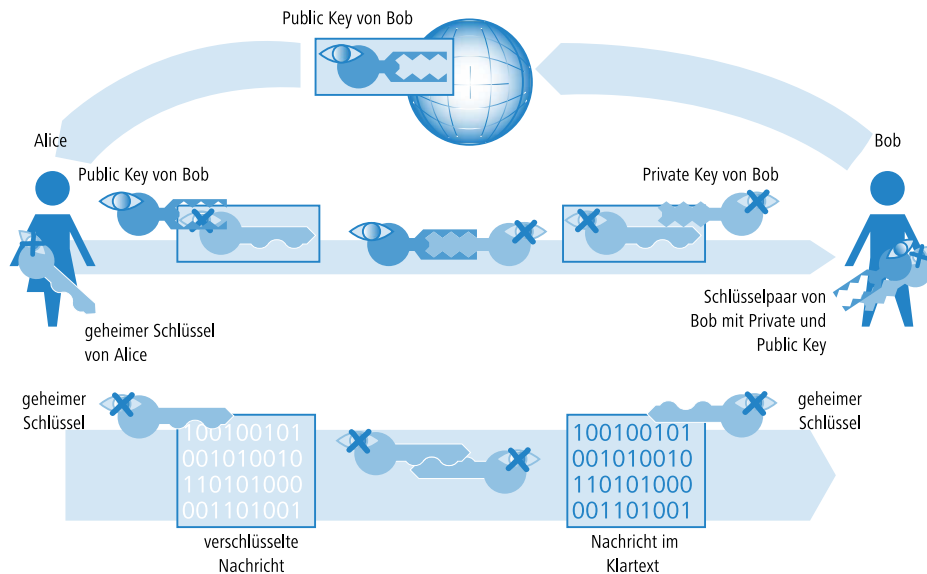 Public Key von Bob
Alice
Bob
Public Key von Bob
Private Key von Bob
geheimer Schlüssel
von Alice
Schlüsselpaar von
Bob mit Private und
Public Key
geheimer
Schlüssel
100100101
001010010
110101000
001101001
100100101
001010010
110101000
001101001
geheimer
Schlüssel
verschlüsselte
Nachricht
Nachricht im
Klartext